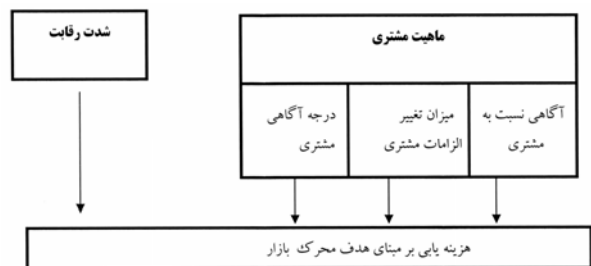 شدت رقابت
ماهیت مشتری
آگاهی نسبت به
مشتری
میزان تغییر
الزامات مشتری
درجه آگاهی
مشتری
هزینه یابی بر مبنای هدف محرک بازار